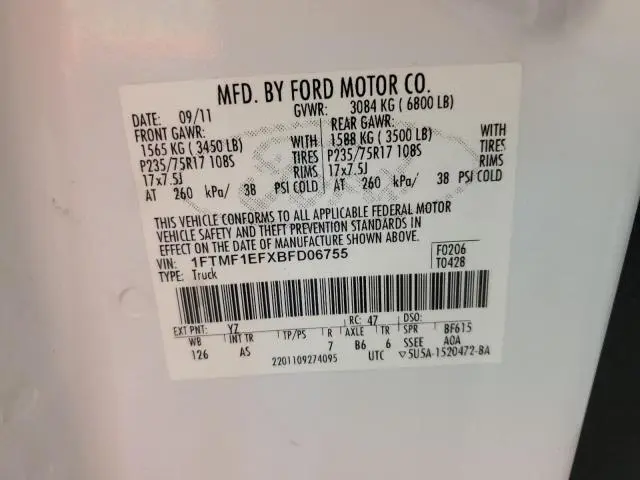 MFD. BY FORD MOTOR CO.
DATE: 09/11 GVWR: 3084 KG ( 6800 LB)
FRONT GAWR: REAR GAWR:
1565 KG ( 3450 LB) WITH 1588 KG ( 3500 LB) WITH
P235/75R17 108S TIRES P235/75R17 108S TIRES
17x7.5J RIMS 17x7.5J RIMS
AT 260 kPa/ 38 PSI COLD AT 260 kPa/ 38 PSI COLD
THIS VEHICLE CONFORMS TO ALL APPLICABLE FEDERAL MOTOR
VEHICLE SAFETY AND THEFT PREVENTION STANDARDS IN
EFFECT ON THE DATE OF MANUFACTURE SHOWN ABOVE.
VIN: 1FTMF1EFXBFD06755 F0206
TYPE: Truck T0428
EXT PNT: YZ RC: 47 DSO:
WB INT TR TP/PS R AXLE TR SPR BF615
126 AS 7 B6 6 SSEE AOA
2201109274095 UTC 5U5A-1520472-BA